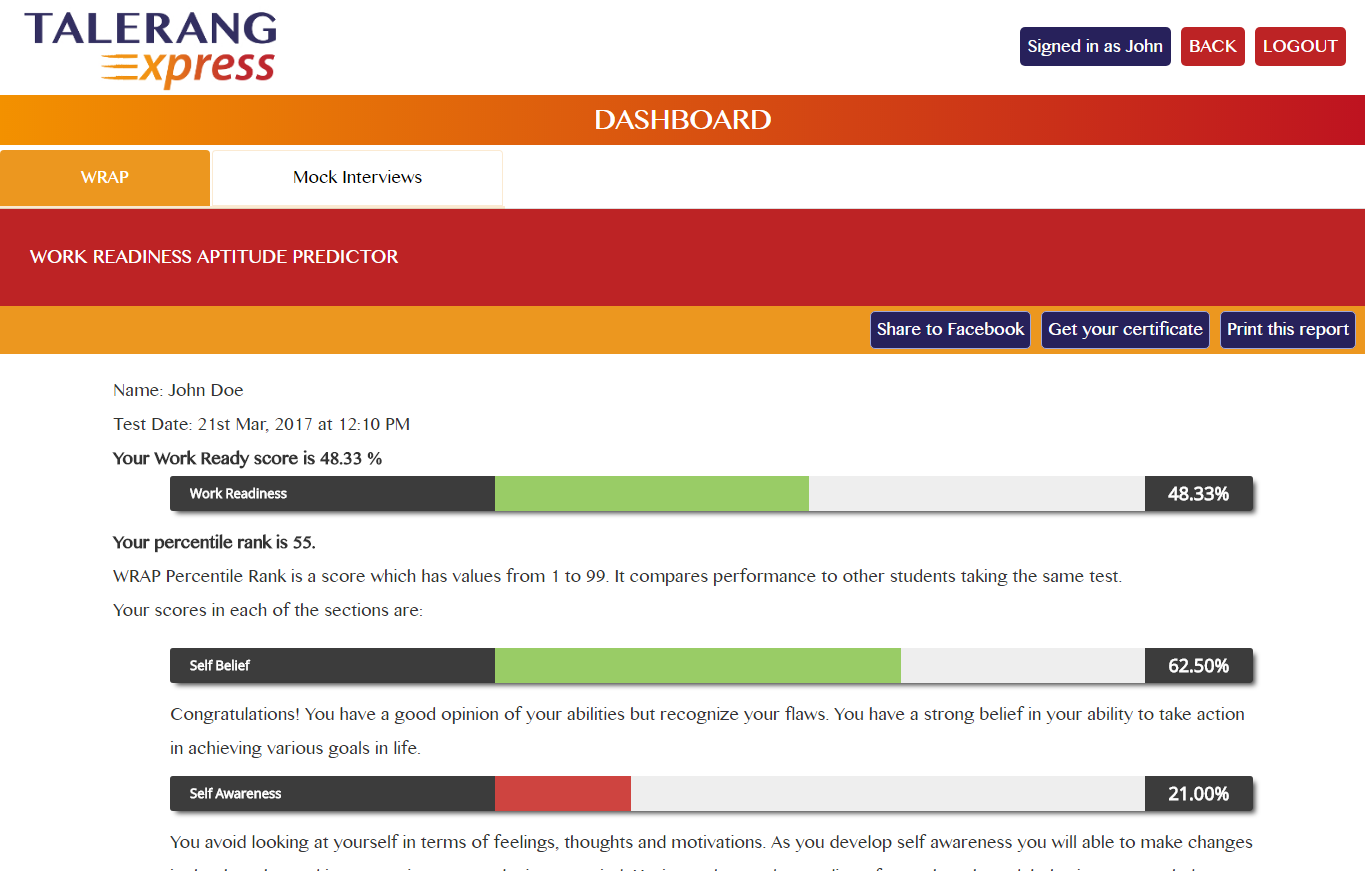 TALERANG
Express
Signed in as John
BACK
LOGOUT
DASHBOARD
WRAP
Mock Interviews
WORK READINESS APTITUDE PREDICTOR
Share to Facebook
Get your certificate
Print this report
Name: John Doe
Test Date: 21st Mar, 2017 at 12:10 PM
Your Work Ready score is 48.33 %
Work Readiness
48.33%
Your percentile rank is 55.
WRAP Percentile Rank is a score which has values from 1 to 99. It compares performance to other students taking the same test.
Your scores in each of the sections are:
Self Belief
62.50%
Congratulations! You have a good opinion of your abilities but recognize your flaws. You have a strong belief in your ability to take action
in achieving various goals in life.
Self Awareness
21.00%
You avoid looking at yourself in terms of feelings, thoughts and motivations. As you develop self awareness you will able to make changes